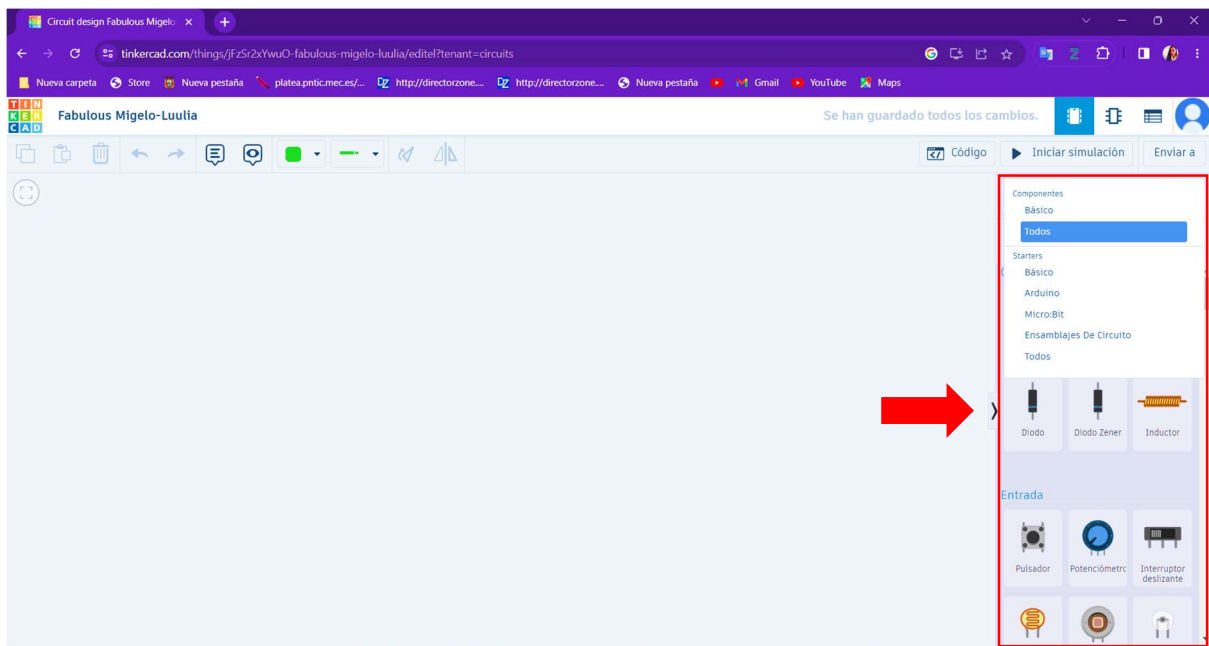 Circuit design Fabulous Migelo
tinkercad.com/things/jFzSr2xYwuO-fabulous-migelo-luulia/editel?tenant=circuits
Nueva carpeta Store Nueva pestaña platea.pntic.mec.es/... http://directorzone.... http://directorzone.... Nueva pestaña Gmail YouTube Maps
TIN
KER
CAD
Fabulous Migelo-Luulia
Se han guardado todos los cambios.
Código
Iniciar simulación
Enviar a
Componentes
Básico
Todos
Starters
Básico
Arduino
Micro:Bit
Ensamblajes De Circuito
Todos
Diodo Diodo Zener Inductor
Entrada
Pulsador Potenciómetrc Interruptor
deslizante